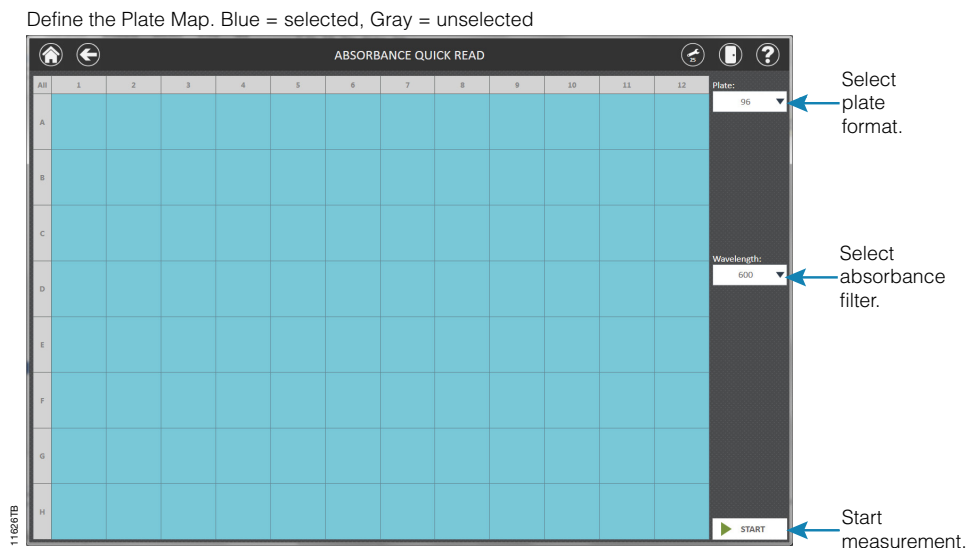 Define the Plate Map. Blue = selected, Gray = unselected
ABSORBANCE QUICK READ
25
?
All 1 2 3 4 5 6 7 8 9 10 11 12
Plate:
96
Select
plate
format.
A
B
C
Wavelength:
600
Select
absorbance
filter.
D
E
F
G
H
START
Start
measurement.
11626TB